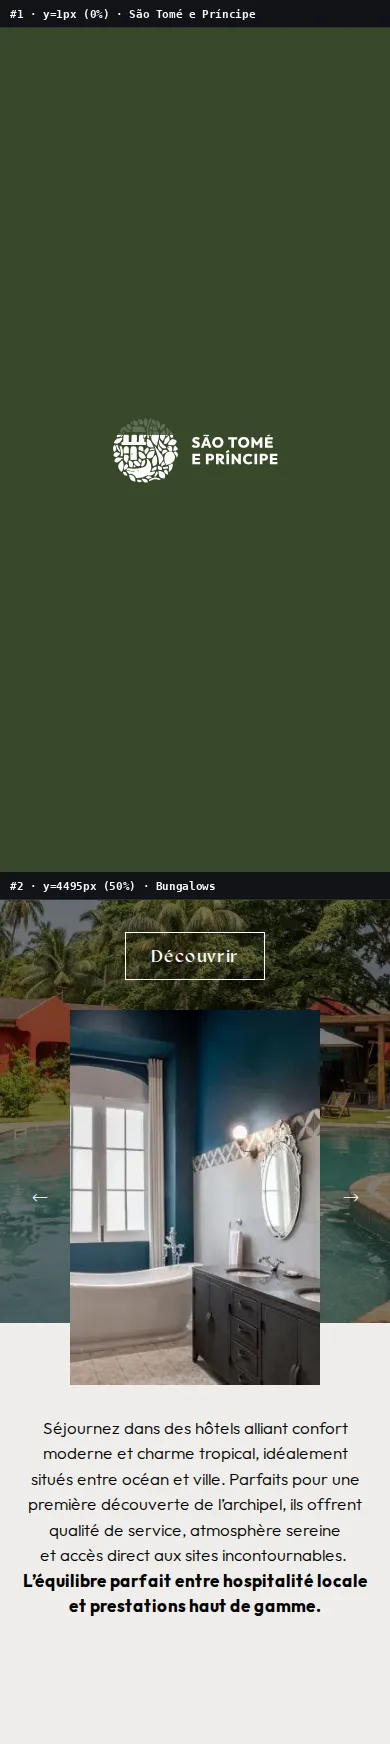 #1 · y=1px (0%) · São Tomé e Príncipe
SÃO TOMÉ
E PRÍNCIPE
#2 · y=4495px (50%) · Bungalows
Découvrir
← →
Séjournez dans des hôtels alliant confort
moderne et charme tropical, idéalement
situés entre océan et ville. Parfaits pour une
première découverte de l’archipel, ils offrent
qualité de service, atmosphère sereine
et accès direct aux sites incontournables.
L’équilibre parfait entre hospitalité locale
et prestations haut de gamme.